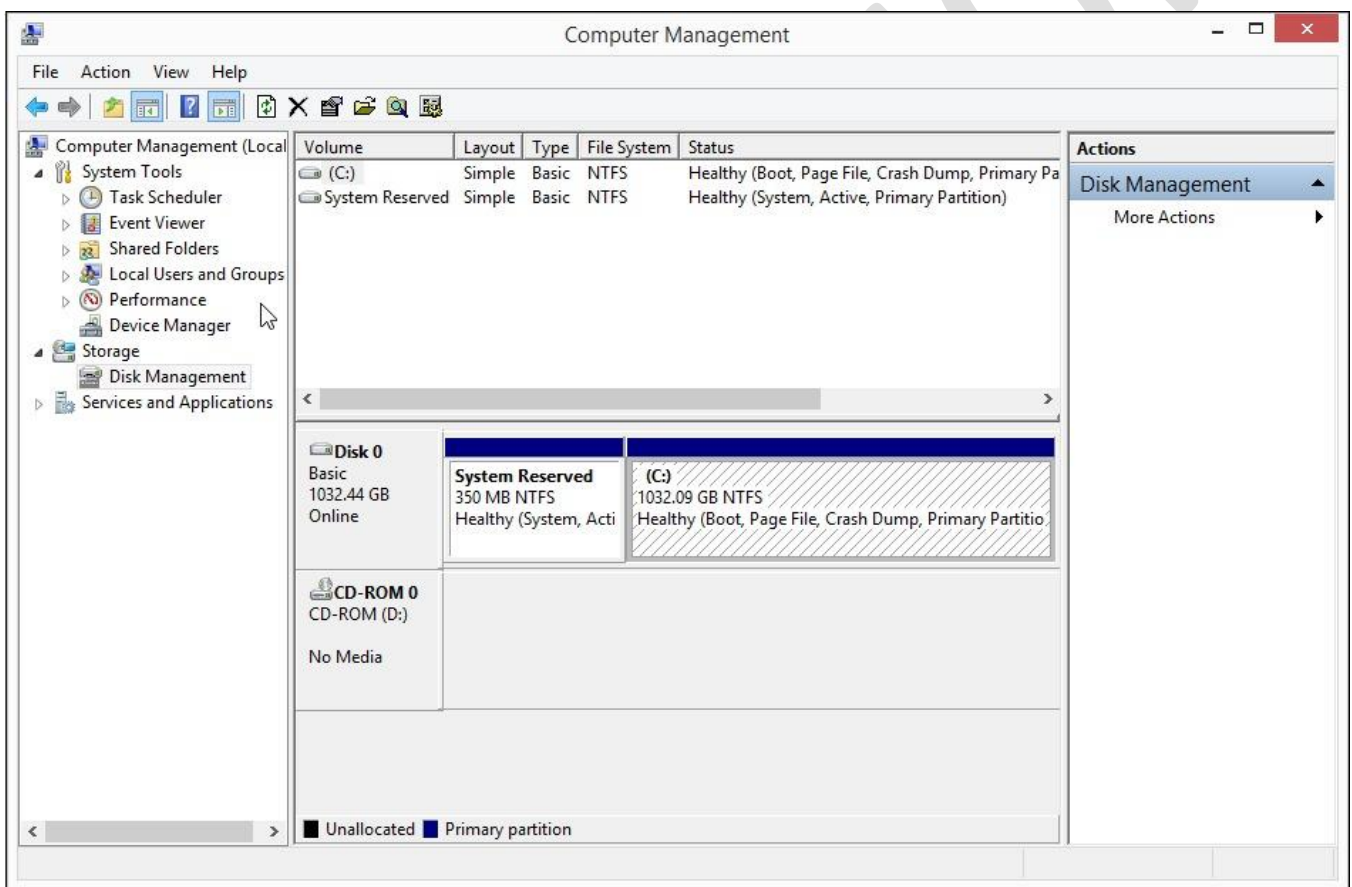 Computer Management
File Action View Help
Computer Management (Local
System Tools
Task Scheduler
Event Viewer
Shared Folders
Local Users and Groups
Performance
Device Manager
Storage
Disk Management
Services and Applications
Volume Layout Type File System Status
(C:) Simple Basic NTFS Healthy (Boot, Page File, Crash Dump, Primary Pa
System Reserved Simple Basic NTFS Healthy (System, Active, Primary Partition)
Disk 0
Basic
1032.44 GB
Online
System Reserved
350 MB NTFS
Healthy (System, Acti
(C:)
1032.09 GB NTFS
Healthy (Boot, Page File, Crash Dump, Primary Partitio
CD-ROM 0
CD-ROM (D:)
No Media
Unallocated Primary partition
Actions
Disk Management
More Actions